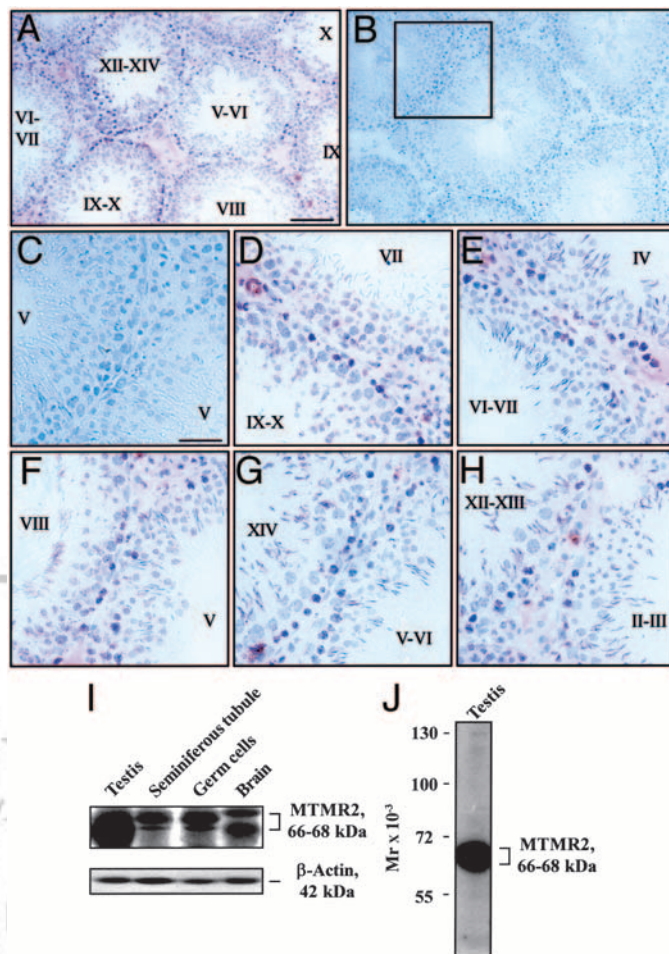 A
X
XII-XIV
V-VI
VI-
VII
IX
IX-X
VIII
B
C
V
V
D
VII
IX-X
E
IV
VI-VII
F
VIII
V
G
XIV
V-VI
H
XII-XIII
II-III
I
Testis
Seminiferous tubule
Germ cells
Brain
MTMR2,
66-68 kDa
β-Actin,
42 kDa
J
Testis
Mr x 10-3
130 -
100 -
72 -
55 -
MTMR2,
66-68 kDa